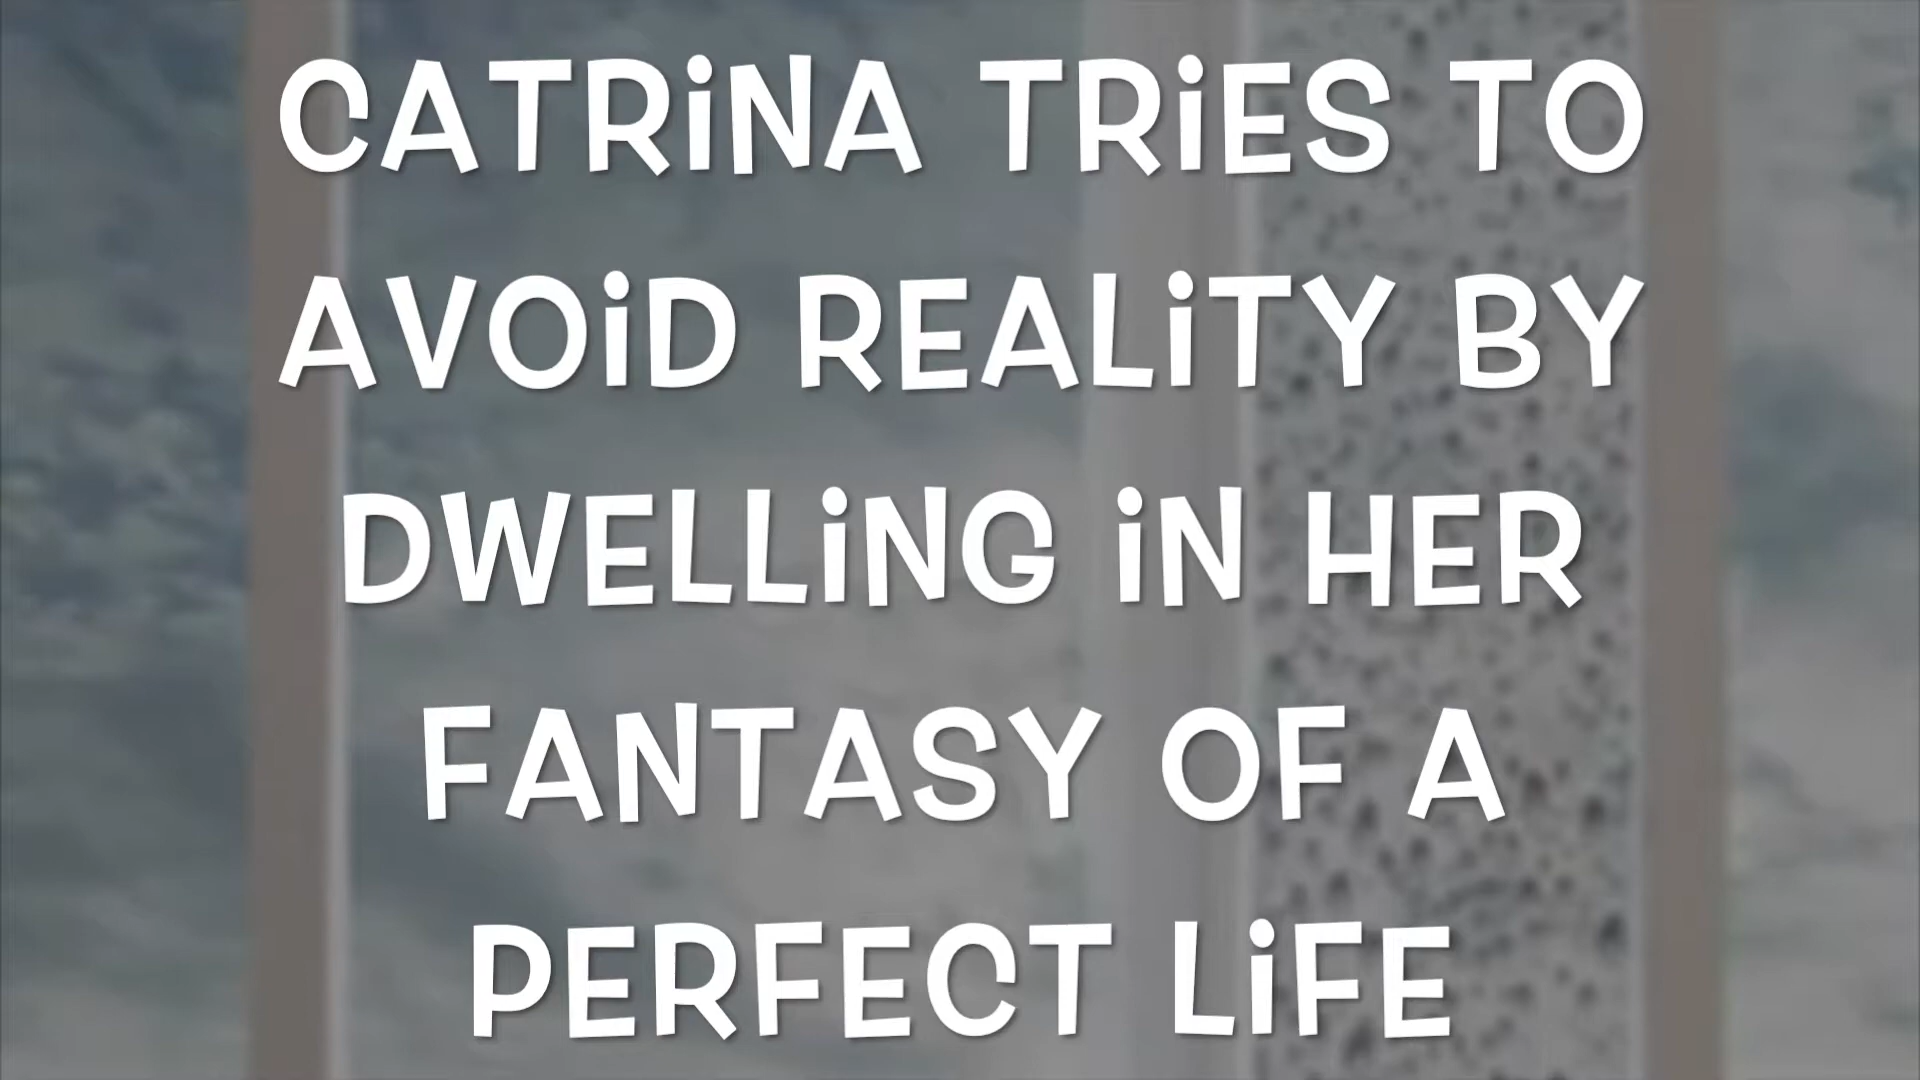 CATRiNA TRiES TO
AVOiD REALiTY BY
DWELLiNG iN HER
FANTASY OF A
PERFECT LiFE